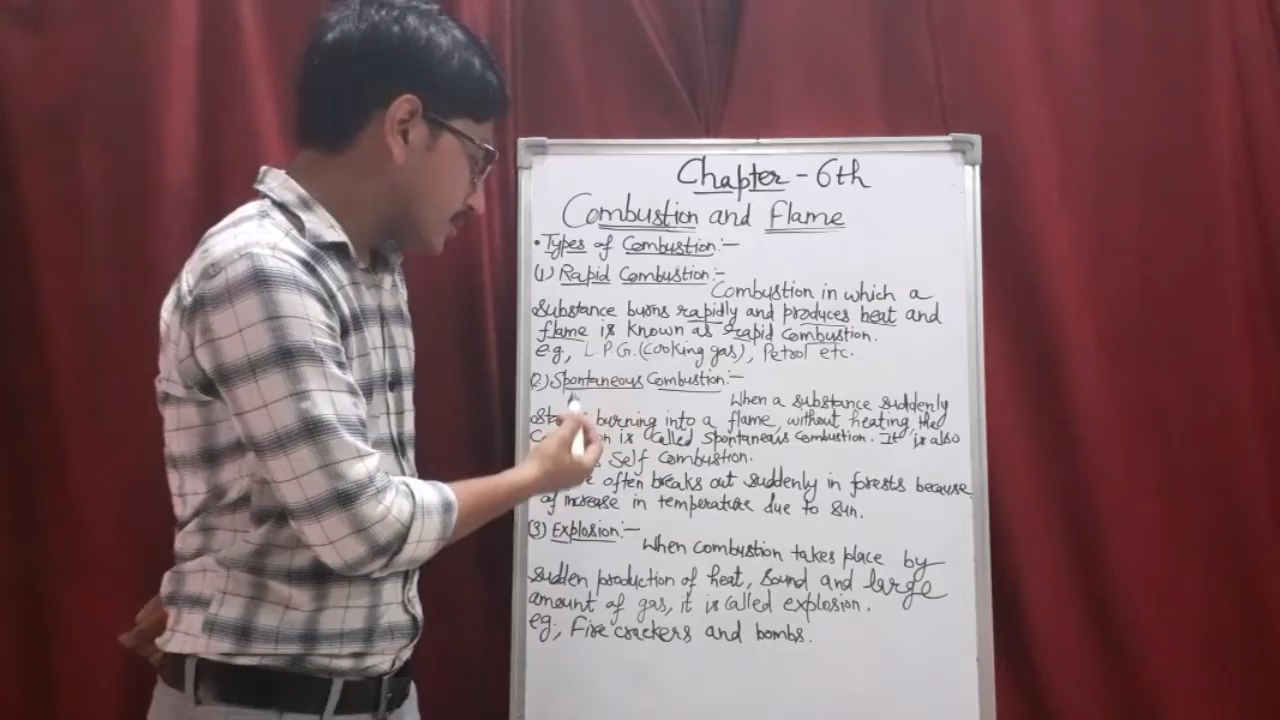 Chapter - 6th
Combustion and Flame
• Types of Combustion:-
(1) Rapid Combustion:-
Combustion in which a
substance burns rapidly and produces heat and
flame is known as rapid combustion.
e.g., L.P.G. (cooking gas), Petrol etc.
(2) Spontaneous Combustion:-
When a substance suddenly
burning into a flame, without heating, the
is called spontaneous combustion. It is also
Self Combustion.
often breaks out suddenly in forests because
of increase in temperature due to sun.
(3) Explosion:-
When combustion takes place by
sudden production of heat, sound and large
amount of gas, it is called explosion.
eg; Fire crackers and bombs.